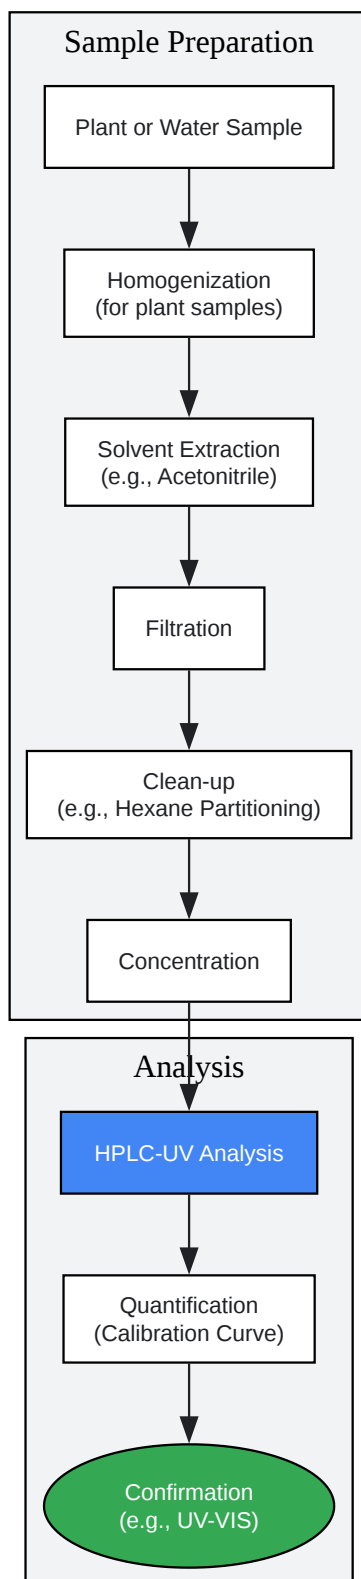 Sample Preparation
Plant or Water Sample
Homogenization
(for plant samples)
Solvent Extraction
(e.g., Acetonitrile)
Filtration
Clean-up
(e.g., Hexane Partitioning)
Concentration
Analysis
HPLC-UV Analysis
Quantification
(Calibration Curve)
Confirmation
(e.g., UV-VIS)